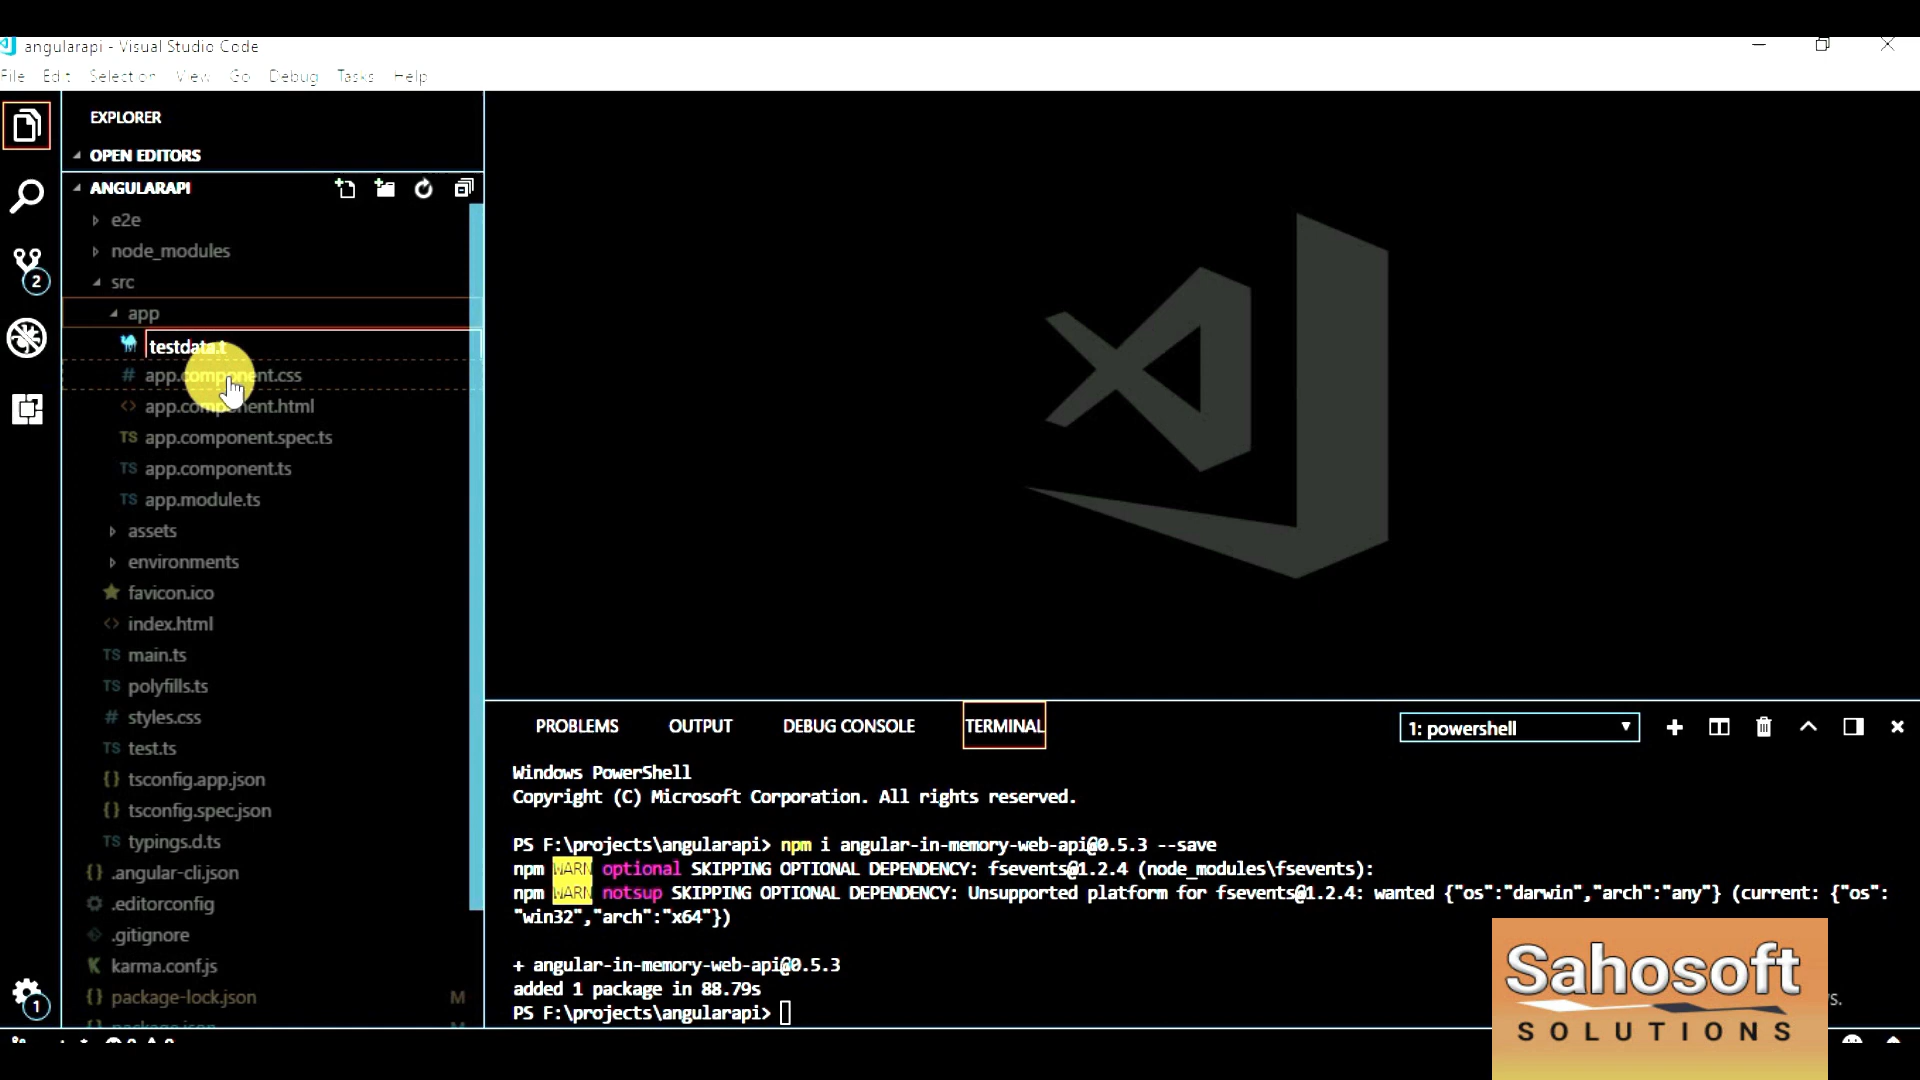 angularapi - Visual Studio Code
File Edit Selection View Go Debug Tasks Help
EXPLORER
OPEN EDITORS
ANGULARAPI
e2e
node_modules
src
app
testdata.t
app.component.css
app.component.html
app.component.spec.ts
app.component.ts
app.module.ts
assets
environments
favicon.ico
index.html
main.ts
polyfills.ts
styles.css
test.ts
tsconfig.app.json
tsconfig.spec.json
typings.d.ts
.angular-cli.json
.editorconfig
.gitignore
karma.conf.js
package-lock.json M
package.json M
2
1
PROBLEMS OUTPUT DEBUG CONSOLE TERMINAL 1: powershell
Windows PowerShell
Copyright (C) Microsoft Corporation. All rights reserved.
PS F:\projects\angularapi> npm i angular-in-memory-web-api@0.5.3 --save
npm WARN optional SKIPPING OPTIONAL DEPENDENCY: fsevents@1.2.4 (node_modules\fsevents):
npm WARN notsup SKIPPING OPTIONAL DEPENDENCY: Unsupported platform for fsevents@1.2.4: wanted {"os":"darwin","arch":"any"} (current: {"os":
"win32","arch":"x64"})
+ angular-in-memory-web-api@0.5.3
added 1 package in 88.79s
PS F:\projects\angularapi>
Sahosoft
SOLUTIONS